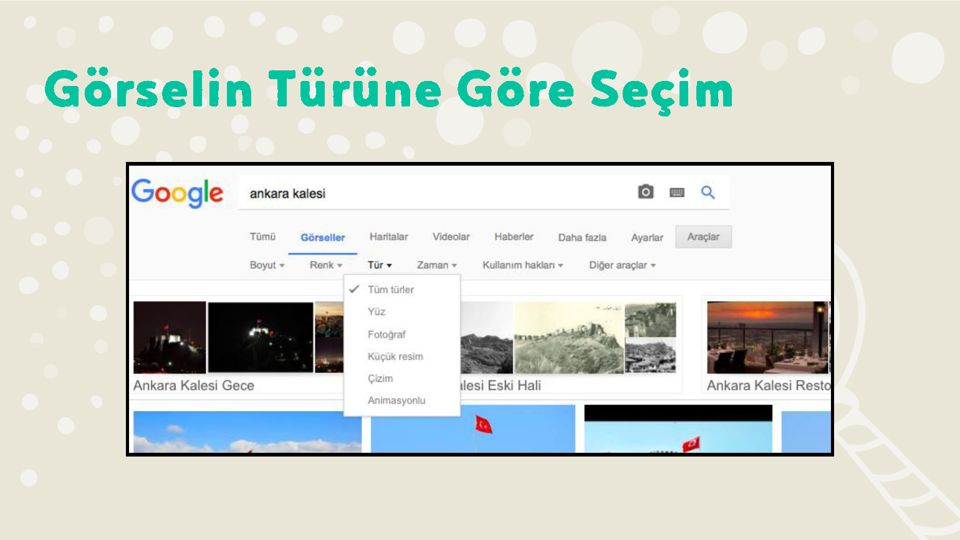 Görselin Türüne Göre Seçim
Google
ankara kalesi
Tümü Görseller Haritalar Videolar Haberler Daha fazla Ayarlar Araçlar
Boyut Renk Tür Zaman Kullanım hakları Diğer araçlar
Tüm türler
Yüz
Fotoğraf
Küçük resim
Çizim
Animasyonlu
Ankara Kalesi Gece
lesi Eski Hali
Ankara Kalesi Resto